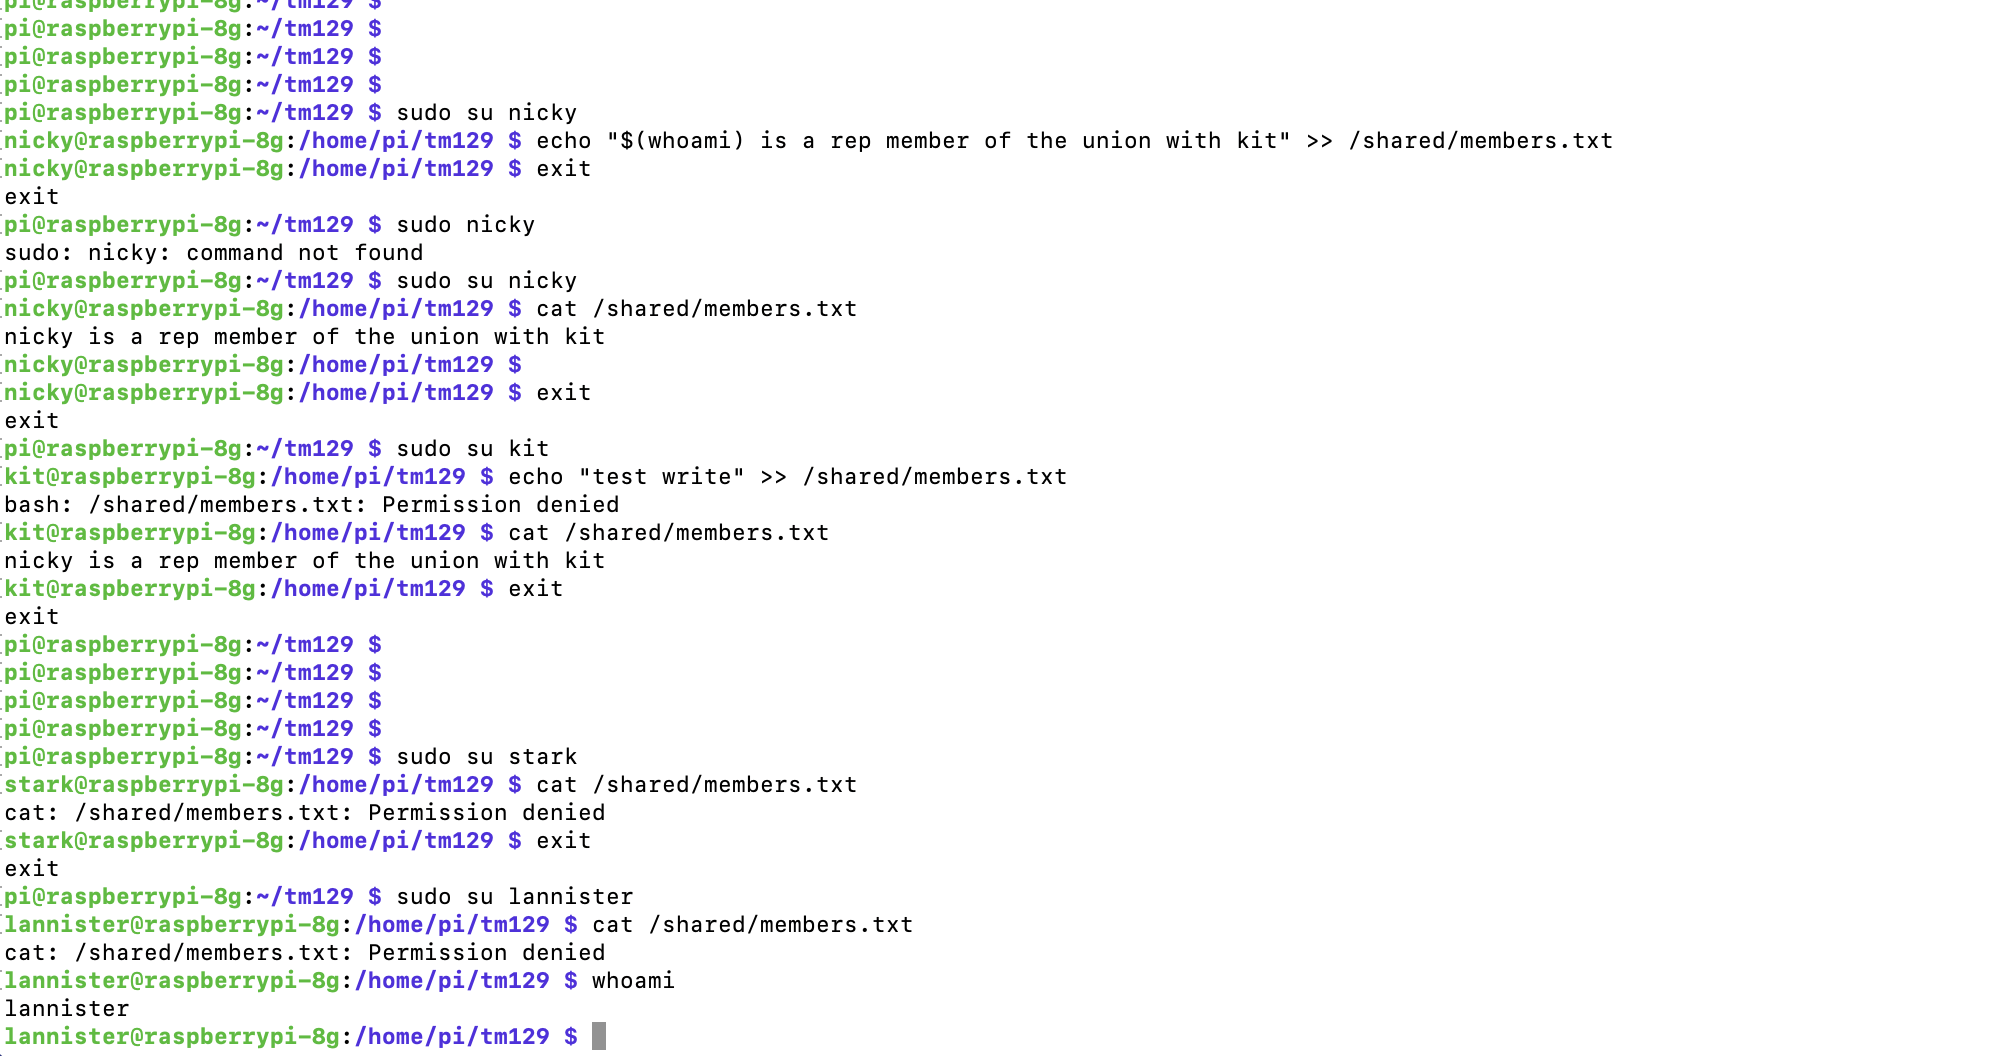 pi@raspberrypi-8g:~/tm129 $
pi@raspberrypi-8g:~/tm129 $
pi@raspberrypi-8g:~/tm129 $
pi@raspberrypi-8g:~/tm129 $
pi@raspberrypi-8g:~/tm129 $ sudo su nicky
nicky@raspberrypi-8g:/home/pi/tm129 $ echo "$(whoami) is a rep member of the union with kit" >> /shared/members.txt
nicky@raspberrypi-8g:/home/pi/tm129 $ exit
exit
pi@raspberrypi-8g:~/tm129 $ sudo nicky
sudo: nicky: command not found
pi@raspberrypi-8g:~/tm129 $ sudo su nicky
nicky@raspberrypi-8g:/home/pi/tm129 $ cat /shared/members.txt
nicky is a rep member of the union with kit
nicky@raspberrypi-8g:/home/pi/tm129 $
nicky@raspberrypi-8g:/home/pi/tm129 $ exit
exit
pi@raspberrypi-8g:~/tm129 $ sudo su kit
kit@raspberrypi-8g:/home/pi/tm129 $ echo "test write" >> /shared/members.txt
bash: /shared/members.txt: Permission denied
kit@raspberrypi-8g:/home/pi/tm129 $ cat /shared/members.txt
nicky is a rep member of the union with kit
kit@raspberrypi-8g:/home/pi/tm129 $ exit
exit
pi@raspberrypi-8g:~/tm129 $
pi@raspberrypi-8g:~/tm129 $
pi@raspberrypi-8g:~/tm129 $
pi@raspberrypi-8g:~/tm129 $
pi@raspberrypi-8g:~/tm129 $ sudo su stark
stark@raspberrypi-8g:/home/pi/tm129 $ cat /shared/members.txt
cat: /shared/members.txt: Permission denied
stark@raspberrypi-8g:/home/pi/tm129 $ exit
exit
pi@raspberrypi-8g:~/tm129 $ sudo su lannister
lannister@raspberrypi-8g:/home/pi/tm129 $ cat /shared/members.txt
cat: /shared/members.txt: Permission denied
lannister@raspberrypi-8g:/home/pi/tm129 $ whoami
lannister
lannister@raspberrypi-8g:/home/pi/tm129 $